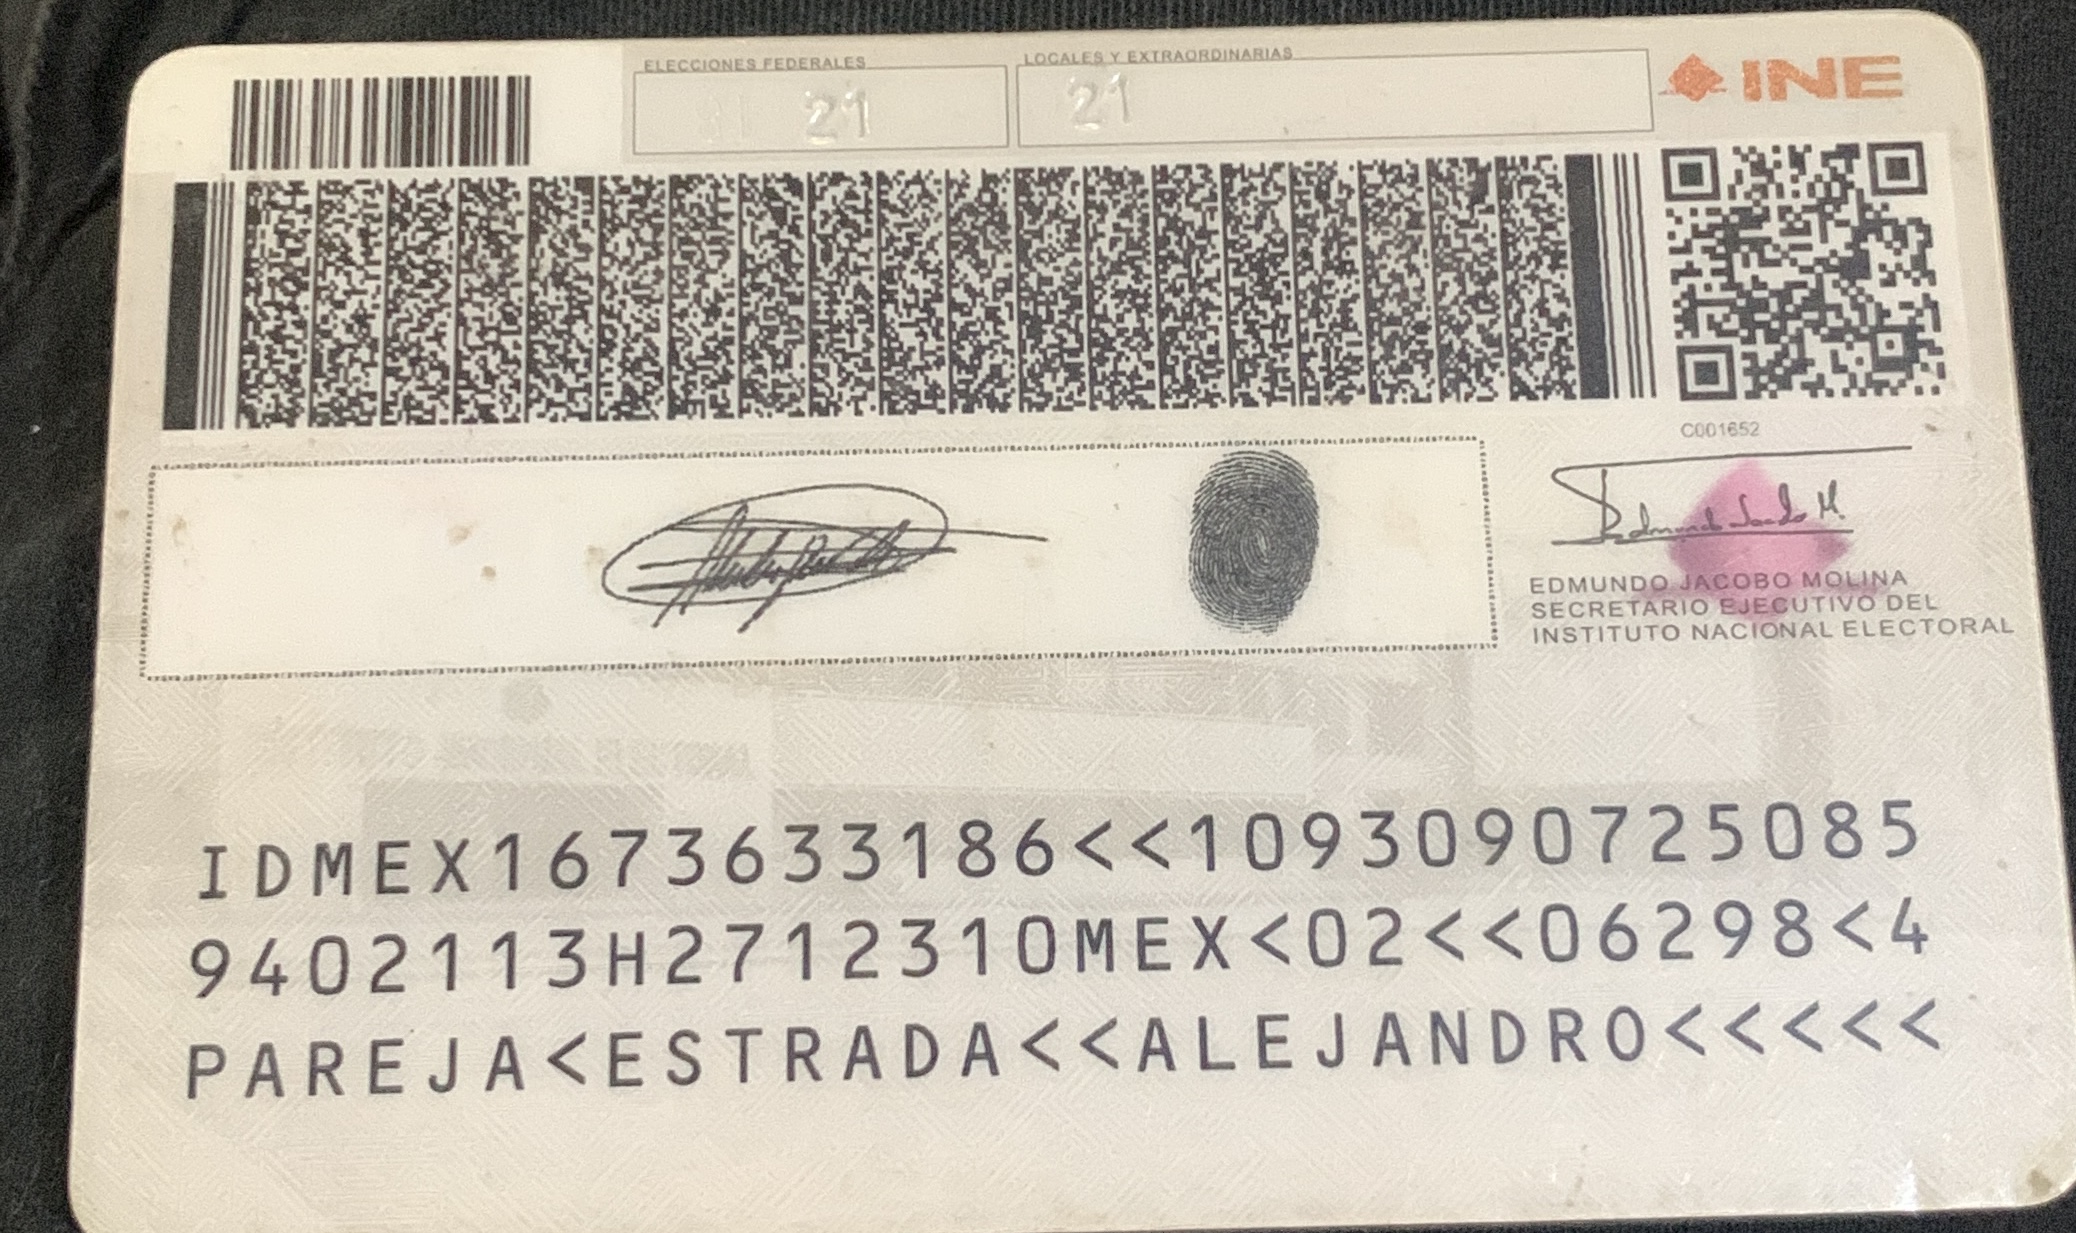 ELECCIONES FEDERALES
LOCALES Y EXTRAORDINARIAS
INE
21
21
C001652
EDMUNDO JACOBO MOLINA
SECRETARIO EJECUTIVO DEL
INSTITUTO NACIONAL ELECTORAL
IDMEX1673633186<<1093090725085
9402113H2712310MEX<02<<06298<4
PAREJA<ESTRADA<<ALEJANDRO<<<<<